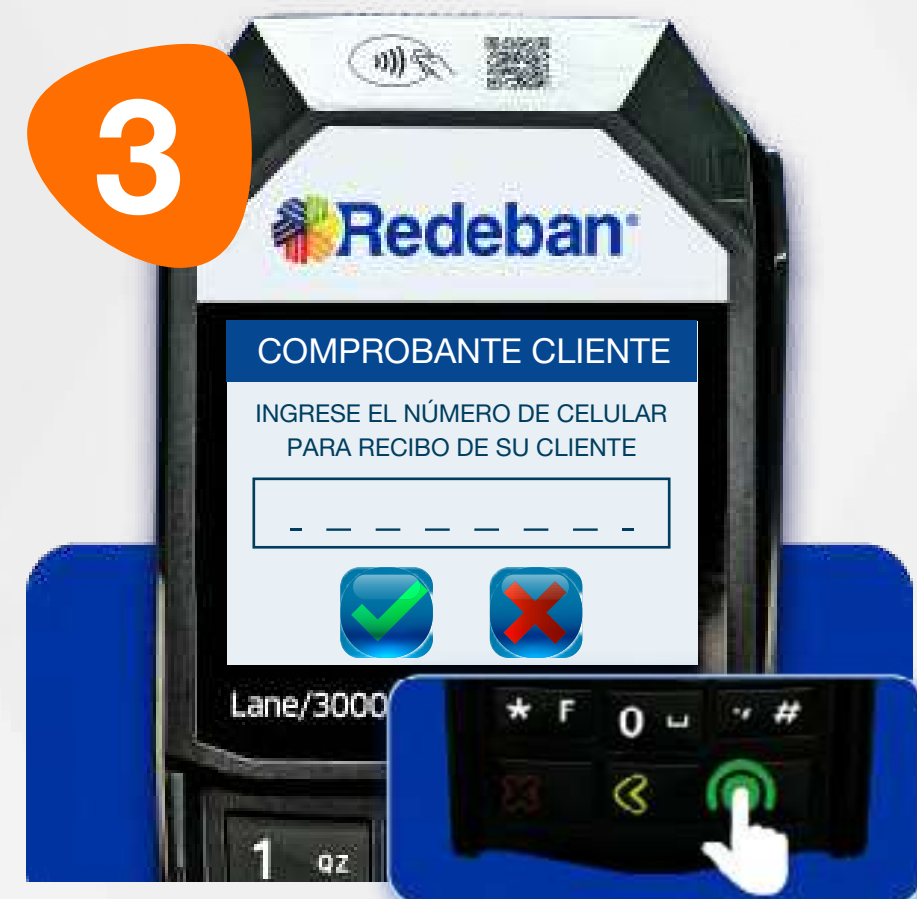 3
Redeban
COMPROBANTE CLIENTE
INGRESE EL NÚMERO DE CELULAR
PARA RECIBO DE SU CLIENTE
_ _ _ _ _ _ _ _
Lane/3000
* F 0 ⎵ #
1 QZ